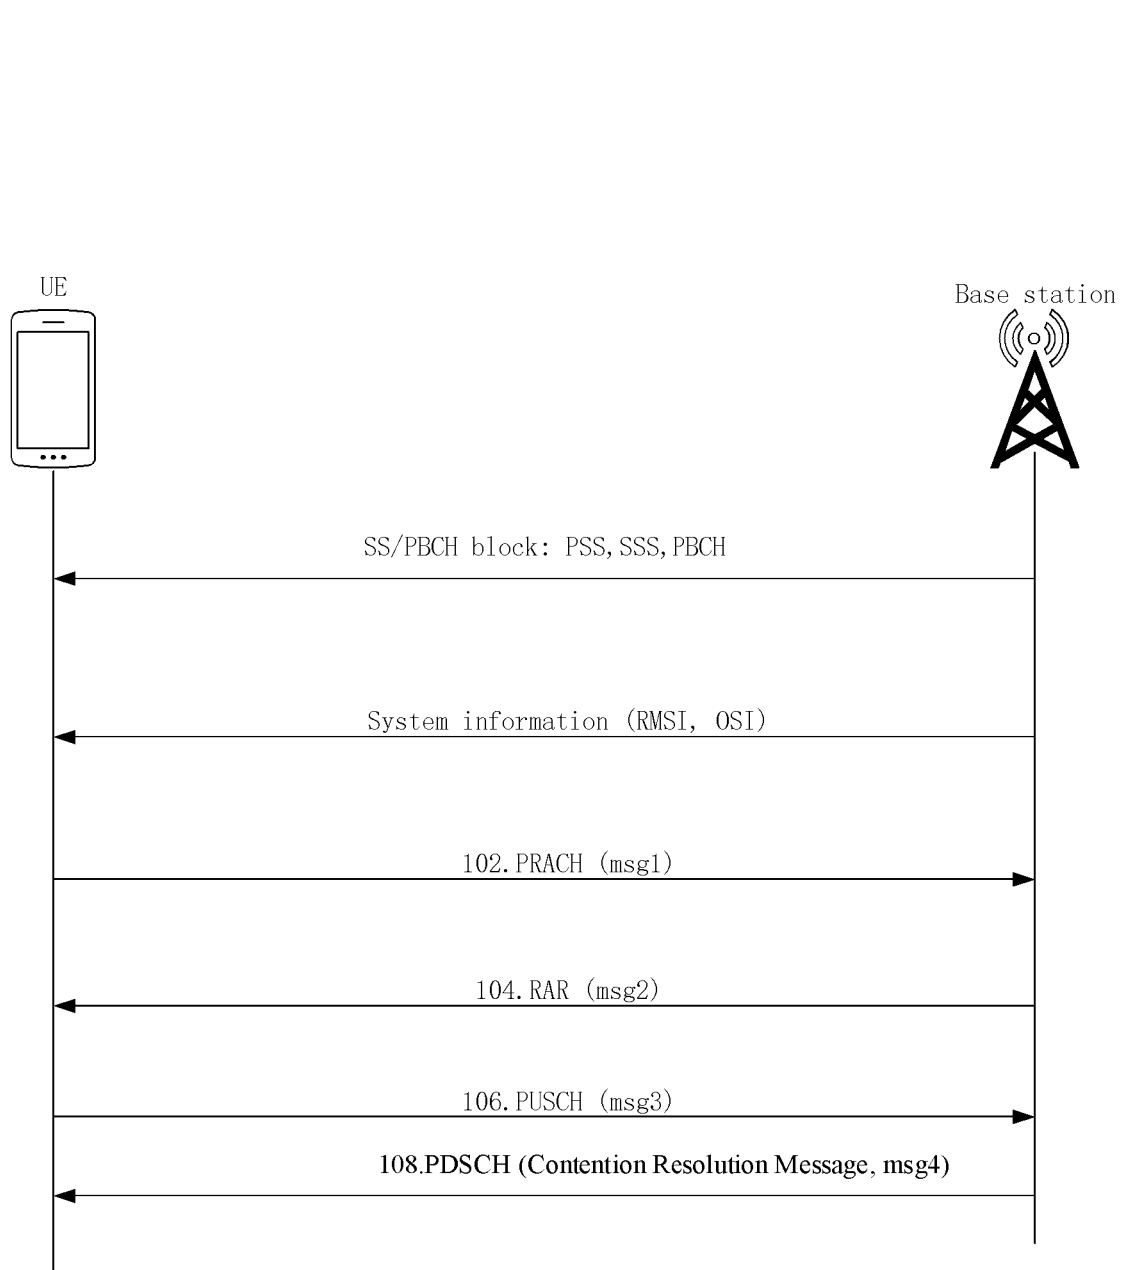 UE
Base station
SS/PBCH block: PSS,SSS,PBCH
System information (RMSI, OSI)
102.PRACH (msg1)
104.RAR (msg2)
106.PUSCH (msg3)
108.PDSCH (Contention Resolution Message, msg4)